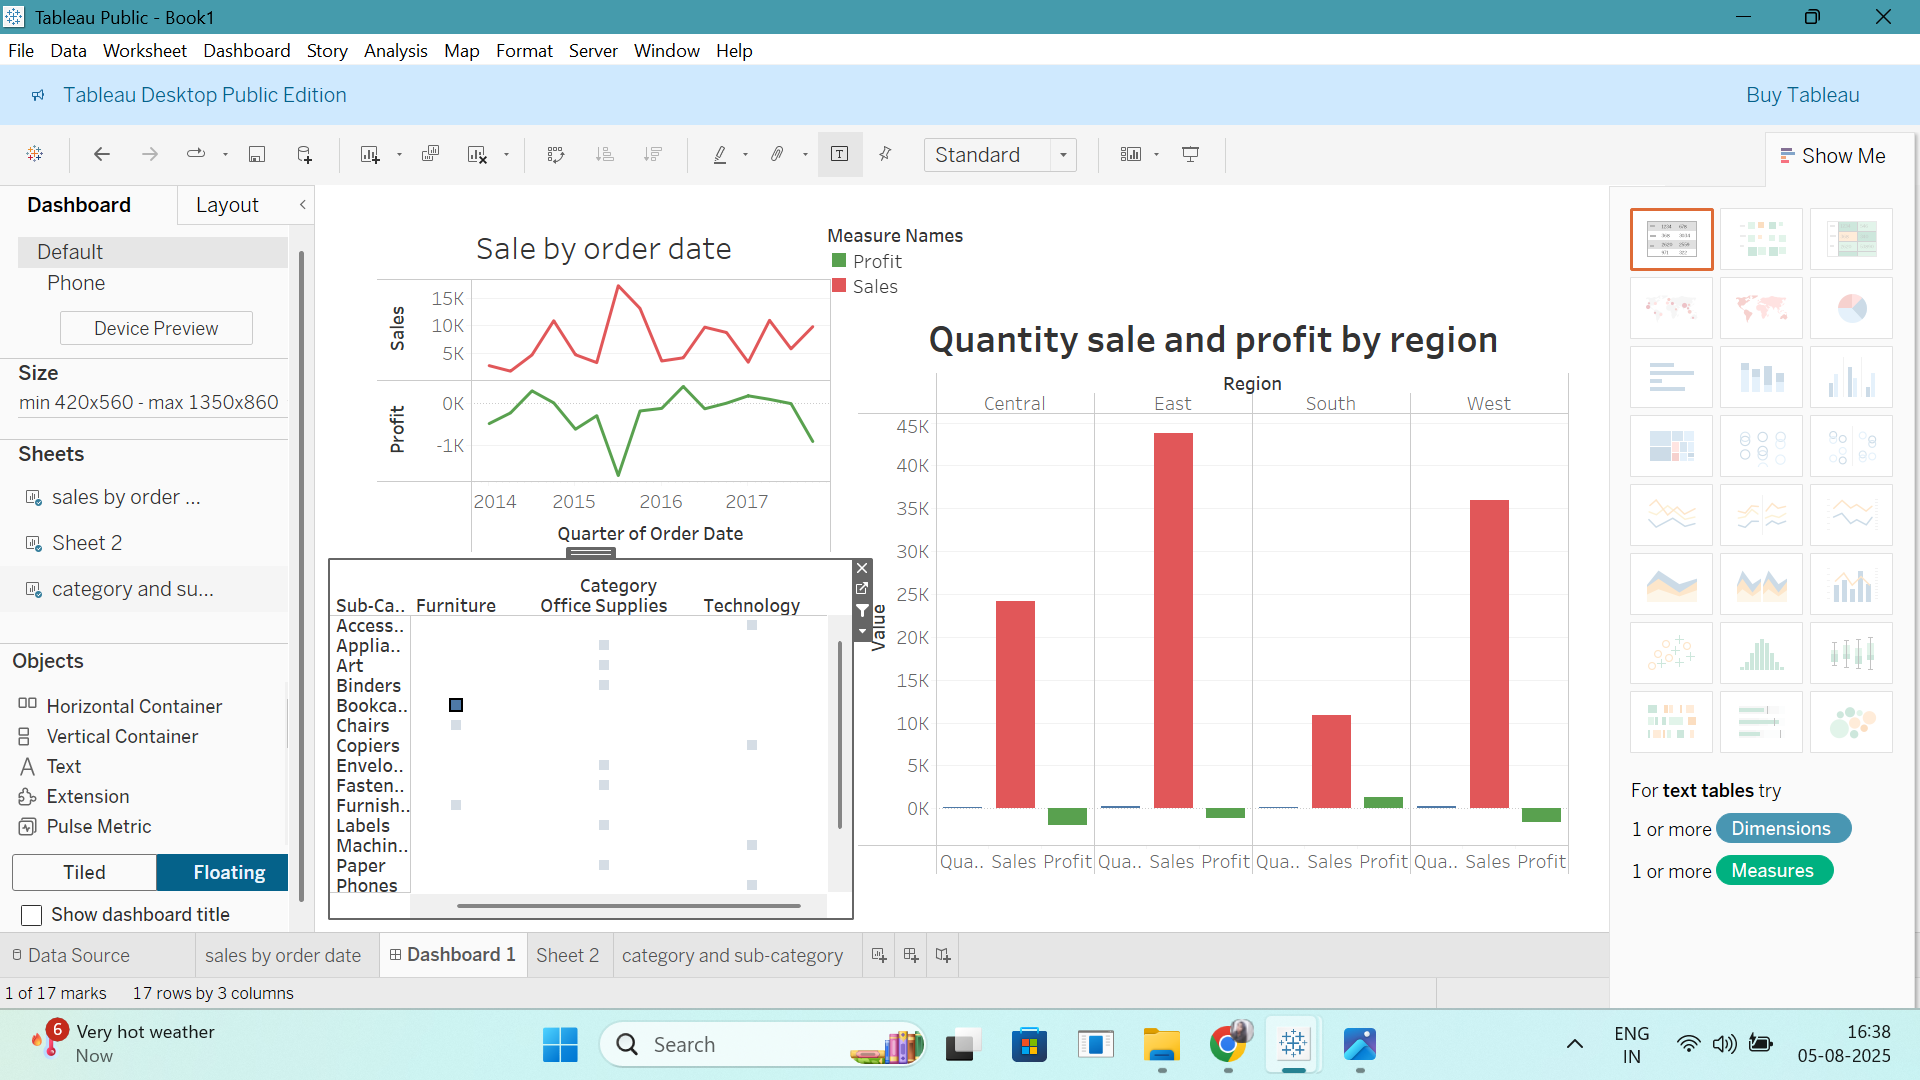 Tableau Public - Book1
File Data Worksheet Dashboard Story Analysis Map Format Server Window Help
Tableau Desktop Public Edition
Buy Tableau
Standard
Show Me
Dashboard
Layout
Default
Phone
Device Preview
Size
min 420x560 - max 1350x860
Sheets
sales by order ...
Sheet 2
category and su...
Objects
Horizontal Container
Vertical Container
Text
Extension
Pulse Metric
Tiled
Floating
Show dashboard title
Sale by order date
Sales
15K
10K
5K
Profit
0K
-1K
2014 2015 2016 2017
Quarter of Order Date
Measure Names
Profit
Sales
Category
Sub-Ca.. Furniture Office Supplies Technology
Access..
Applia..
Art
Binders
Bookca..
Chairs
Copiers
Envelo..
Fasten..
Furnish..
Labels
Machin..
Paper
Phones
Quantity sale and profit by region
Region
Central East South West
Value
45K
40K
35K
30K
25K
20K
15K
10K
5K
0K
Qua.. Sales Profit Qua.. Sales Profit Qua.. Sales Profit Qua.. Sales Profit
For text tables try
1 or more Dimensions
1 or more Measures
Data Source
sales by order date
Dashboard 1
Sheet 2
category and sub-category
1 of 17 marks 17 rows by 3 columns
6
Very hot weather
Now
Search
ENG
IN
16:38
05-08-2025